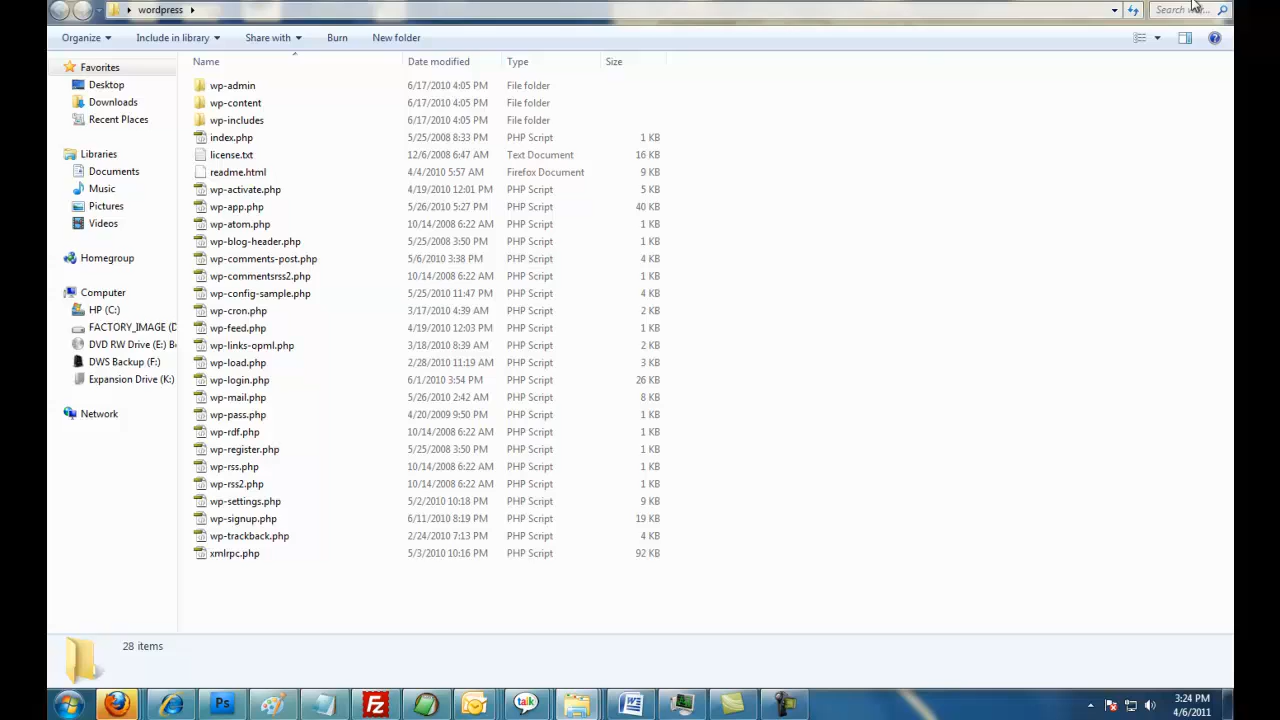 wordpress
Search w...
Organize Include in library Share with Burn New folder
Name Date modified Type Size
Favorites
Desktop
Downloads
Recent Places
Libraries
Documents
Music
Pictures
Videos
Homegroup
Computer
HP (C:)
FACTORY_IMAGE (D
DVD RW Drive (E:) B
DWS Backup (F:)
Expansion Drive (K:)
Network
wp-admin 6/17/2010 4:05 PM File folder
wp-content 6/17/2010 4:05 PM File folder
wp-includes 6/17/2010 4:05 PM File folder
index.php 5/25/2008 8:33 PM PHP Script 1 KB
license.txt 12/6/2008 6:47 AM Text Document 16 KB
readme.html 4/4/2010 5:57 AM Firefox Document 9 KB
wp-activate.php 4/19/2010 12:01 PM PHP Script 5 KB
wp-app.php 5/26/2010 5:27 PM PHP Script 40 KB
wp-atom.php 10/14/2008 6:22 AM PHP Script 1 KB
wp-blog-header.php 5/25/2008 3:50 PM PHP Script 1 KB
wp-comments-post.php 5/6/2010 3:38 PM PHP Script 4 KB
wp-commentsrss2.php 10/14/2008 6:22 AM PHP Script 1 KB
wp-config-sample.php 5/25/2010 11:47 PM PHP Script 4 KB
wp-cron.php 3/17/2010 4:39 AM PHP Script 2 KB
wp-feed.php 4/19/2010 12:03 PM PHP Script 1 KB
wp-links-opml.php 3/18/2010 8:39 AM PHP Script 2 KB
wp-load.php 2/28/2010 11:19 AM PHP Script 3 KB
wp-login.php 6/1/2010 3:54 PM PHP Script 26 KB
wp-mail.php 5/26/2010 2:42 AM PHP Script 8 KB
wp-pass.php 4/20/2009 9:50 PM PHP Script 1 KB
wp-rdf.php 10/14/2008 6:22 AM PHP Script 1 KB
wp-register.php 5/25/2008 3:50 PM PHP Script 1 KB
wp-rss.php 10/14/2008 6:22 AM PHP Script 1 KB
wp-rss2.php 10/14/2008 6:22 AM PHP Script 1 KB
wp-settings.php 5/2/2010 10:18 PM PHP Script 9 KB
wp-signup.php 6/11/2010 8:19 PM PHP Script 19 KB
wp-trackback.php 2/24/2010 7:13 PM PHP Script 4 KB
xmlrpc.php 5/3/2010 10:16 PM PHP Script 92 KB
28 items
Ps
Fz
talk
W
3:24 PM
4/6/2011